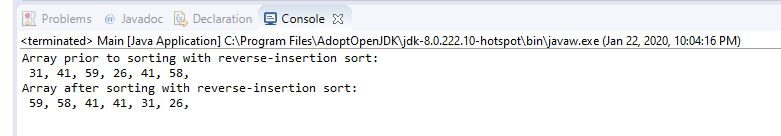 Problems @ Javadoc Declaration Console
<terminated> Main [Java Application] C:\Program Files\AdoptOpenJDK\jdk-8.0.222.10-hotspot\bin\javaw.exe (Jan 22, 2020, 10:04:16 PM)
Array prior to sorting with reverse-insertion sort:
31, 41, 59, 26, 41, 58,
Array after sorting with reverse-insertion sort:
59, 58, 41, 41, 31, 26,